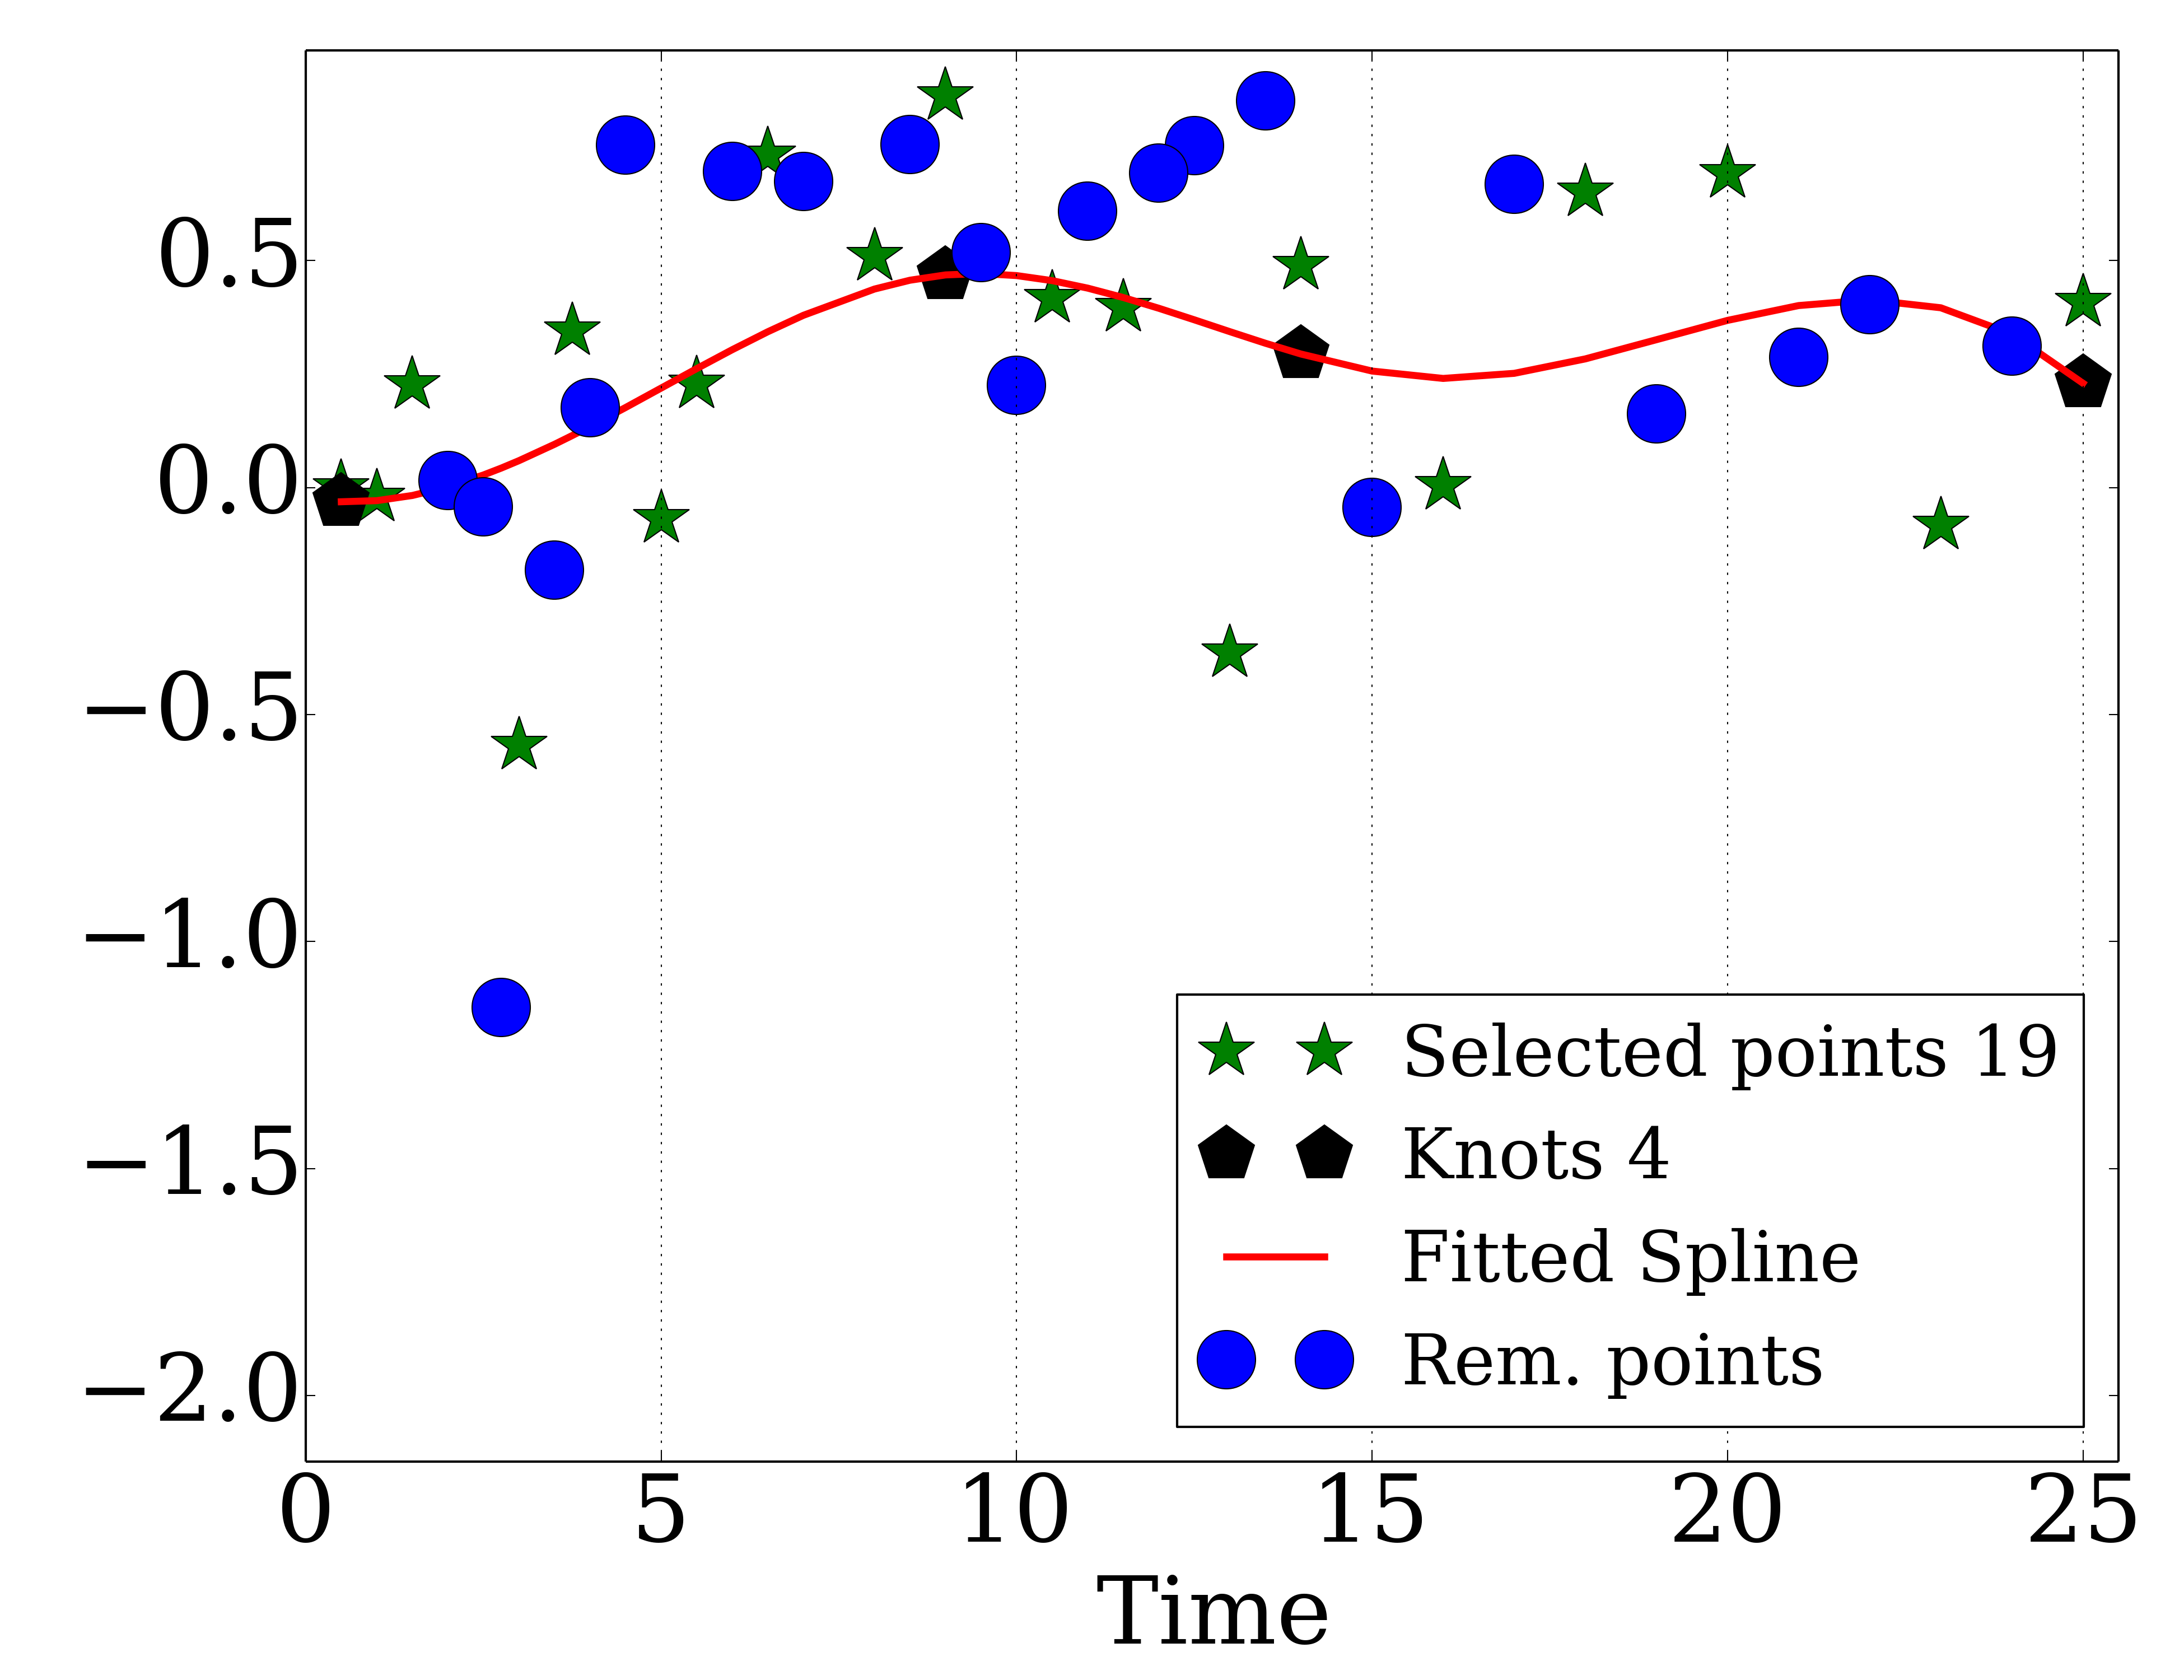 0.5
0.0
−0.5
−1.0
−1.5
−2.0
Selected points 19
Knots 4
Fitted Spline
Rem. points
0 5 10 15 20 25
Time